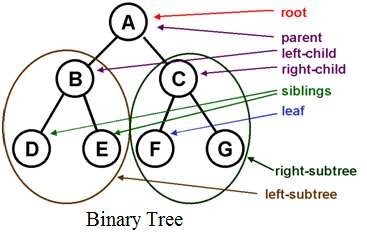 A
root
parent
left-child
right-child
B
C
siblings
leaf
D
E
F
G
right-subtree
left-subtree
Binary Tree